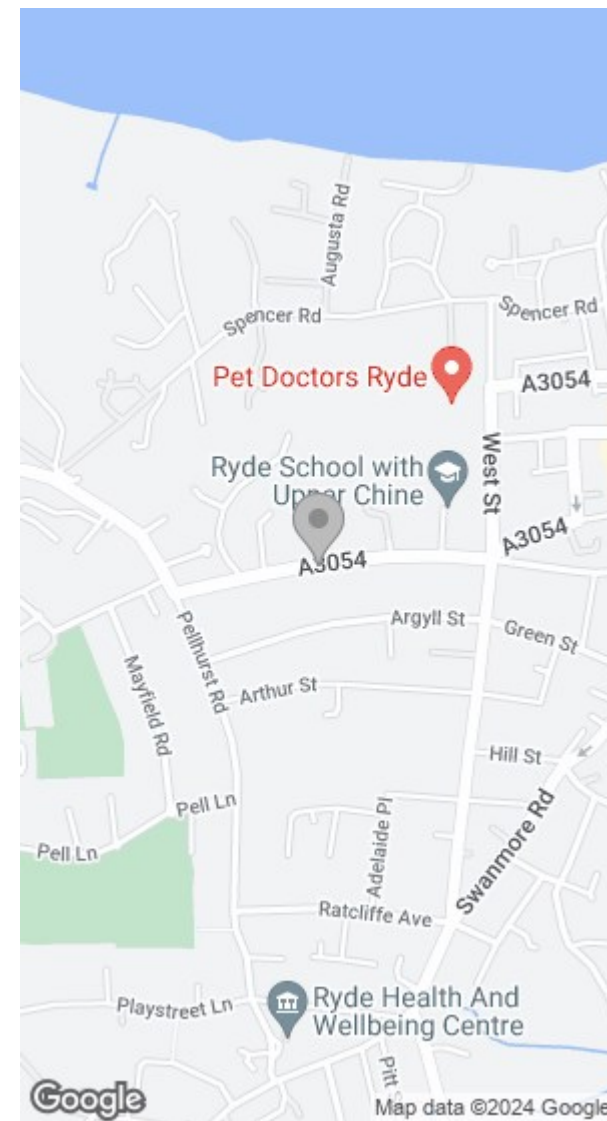 Augusta Rd
Spencer Rd
Spencer Rd
Pet Doctors Ryde
A3054
Ryde School with
Upper Chine
West St
A3054
A3054
Argyll St
Green St
Pellhurst Rd
Mayfield Rd
Arthur St
Hill St
Pell Ln
Adelaide Pl
Swanmore Rd
Pell Ln
Ratcliffe Ave
Playstreet Ln
Ryde Health And
Wellbeing Centre
Pitt
Google
Map data ©2024 Google